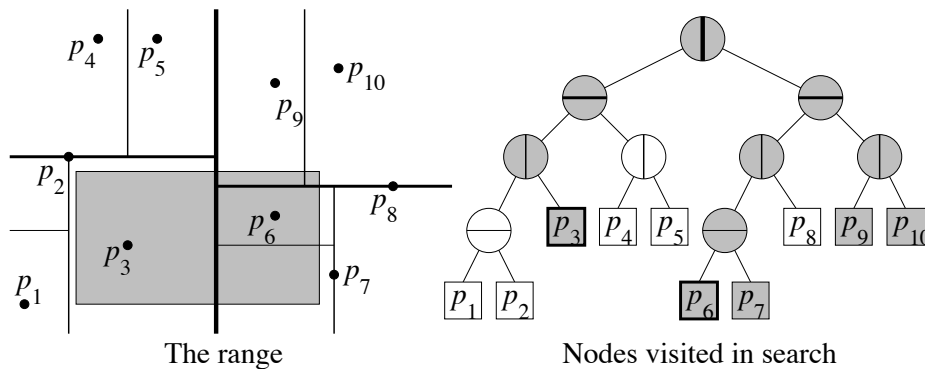 p4 p5
p10
p9
p2
p8
p6
p3
p7
p1
The range
p3 p4 p5 p8 p9 p10
p1 p2 p6 p7
Nodes visited in search